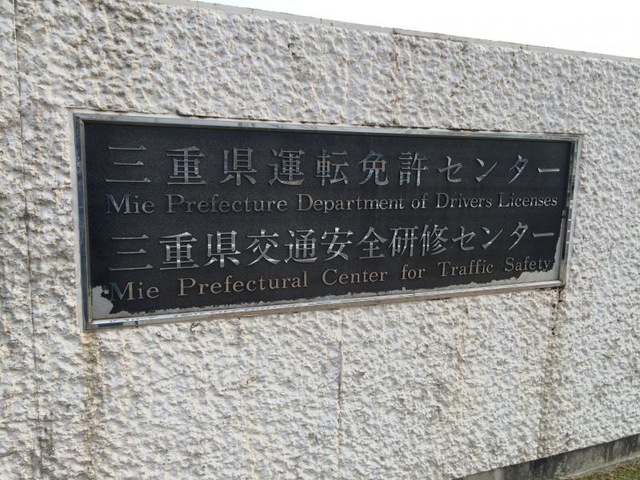 三重県運転免許センター
Mie Prefecture Department of Drivers Licenses
三重県交通安全研修センター
Mie Prefectural Center for Traffic Safety